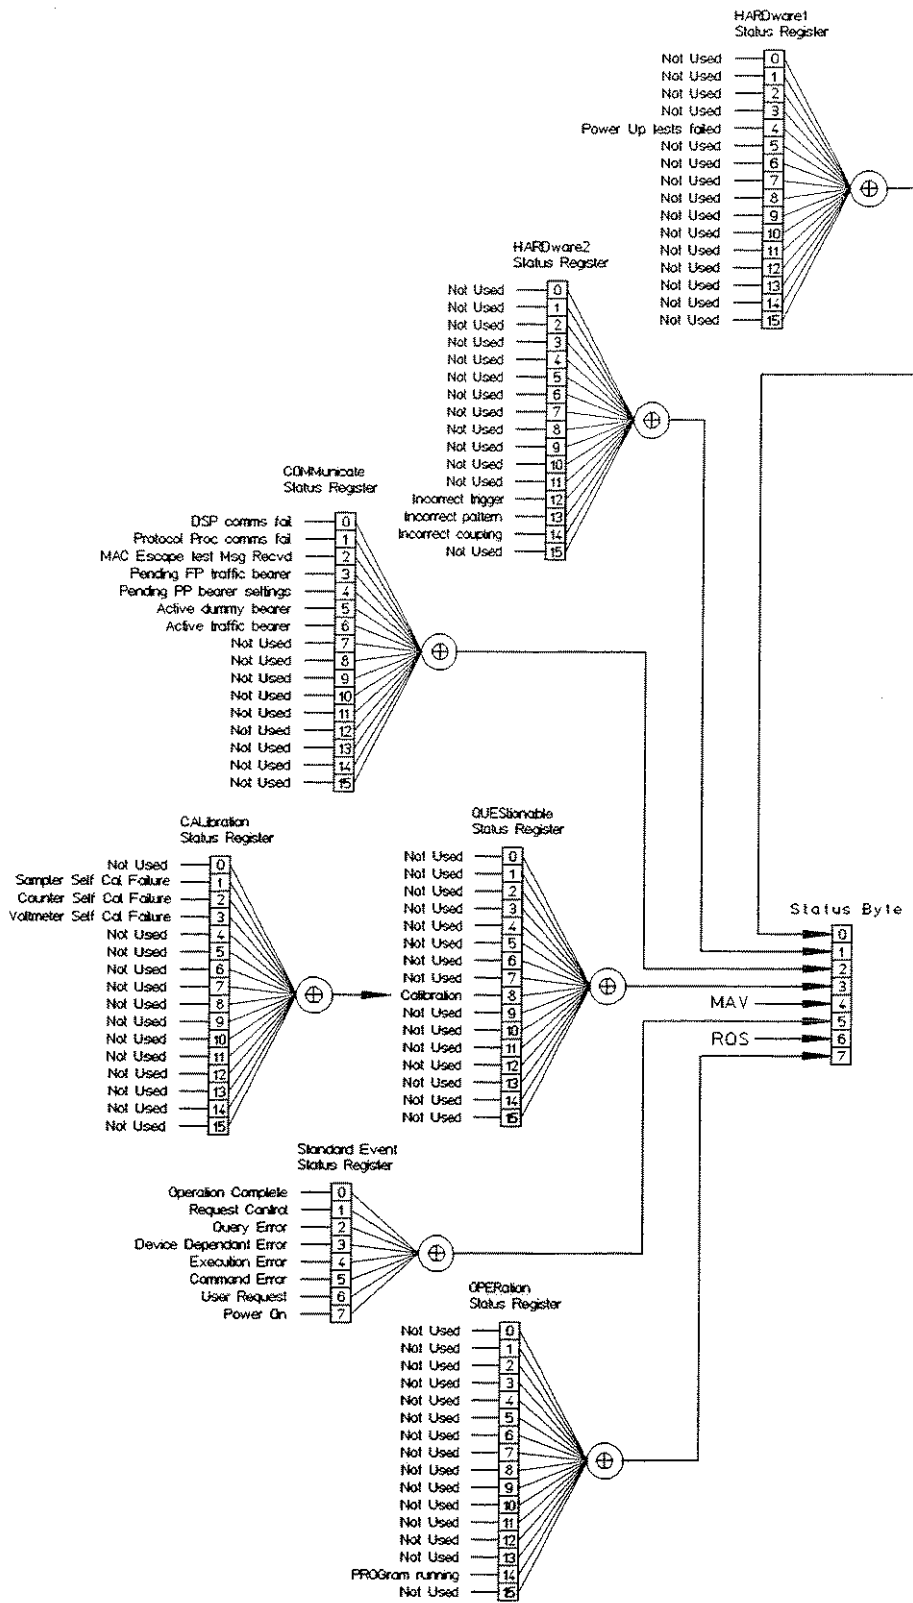 HARDware1
Status Register
Not Used 0
Not Used 1
Not Used 2
Not Used 3
Power Up tests failed 4
Not Used 5
Not Used 6
Not Used 7
Not Used 8
Not Used 9
Not Used 10
Not Used 11
Not Used 12
Not Used 13
Not Used 14
Not Used 15
HARDware2
Status Register
Not Used 0
Not Used 1
Not Used 2
Not Used 3
Not Used 4
Not Used 5
Not Used 6
Not Used 7
Not Used 8
Not Used 9
Not Used 10
Not Used 11
Incorrect trigger 12
Incorrect pattern 13
Incorrect coupling 14
Not Used 15
COMMunicate
Status Register
DSP comms fail 0
Protocol Proc comms fail 1
MAC Escape test Msg Recvd 2
Pending FP traffic bearer 3
Pending PP bearer settings 4
Active dummy bearer 5
Active traffic bearer 6
Not Used 7
Not Used 8
Not Used 9
Not Used 10
Not Used 11
Not Used 12
Not Used 13
Not Used 14
Not Used 15
CALibration
Status Register
Not Used 0
Sampler Self Cal Failure 1
Counter Self Cal Failure 2
Voltmeter Self Cal Failure 3
Not Used 4
Not Used 5
Not Used 6
Not Used 7
Not Used 8
Not Used 9
Not Used 10
Not Used 11
Not Used 12
Not Used 13
Not Used 14
Not Used 15
QUEStionable
Status Register
Not Used 0
Not Used 1
Not Used 2
Not Used 3
Not Used 4
Not Used 5
Not Used 6
Not Used 7
Calibration 8
Not Used 9
Not Used 10
Not Used 11
Not Used 12
Not Used 13
Not Used 14
Not Used 15
Status Byte
0
1
2
3
MAV 4
5
RQS 6
7
Standard Event
Status Register
Operation Complete 0
Request Control 1
Query Error 2
Device Dependant Error 3
Execution Error 4
Command Error 5
User Request 6
Power On 7
OPERation
Status Register
Not Used 0
Not Used 1
Not Used 2
Not Used 3
Not Used 4
Not Used 5
Not Used 6
Not Used 7
Not Used 8
Not Used 9
Not Used 10
Not Used 11
Not Used 12
Not Used 13
PROGram running 14
Not Used 15